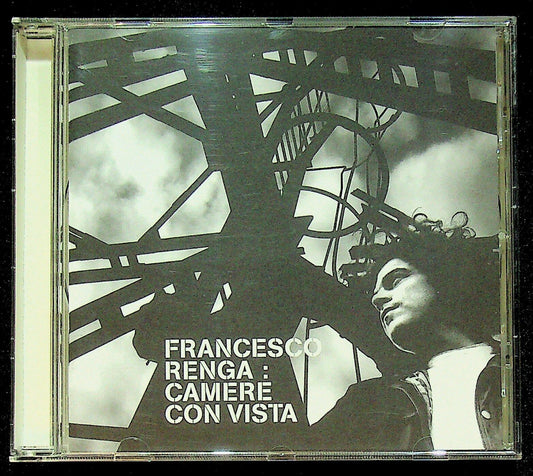 FRANCESCO
RENGA :
CAMERE
CON VISTA